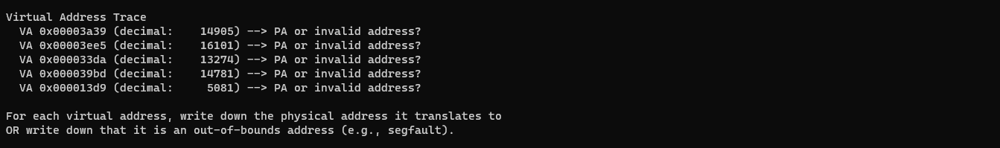 Virtual Address Trace
  VA 0x00003a39 (decimal:    14905) --> PA or invalid address?
  VA 0x00003ee5 (decimal:    16101) --> PA or invalid address?
  VA 0x000033da (decimal:    13274) --> PA or invalid address?
  VA 0x000039bd (decimal:    14781) --> PA or invalid address?
  VA 0x000013d9 (decimal:     5081) --> PA or invalid address?

For each virtual address, write down the physical address it translates to
OR write down that it is an out-of-bounds address (e.g., segfault).